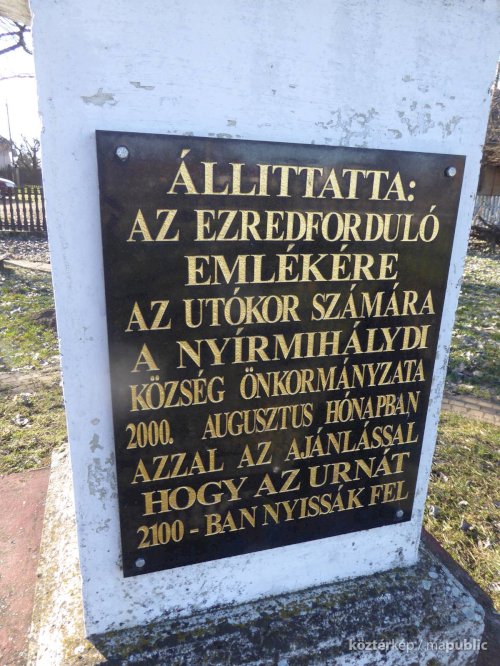 ÁLLITTATTA:
AZ EZREDFORDULÓ
EMLÉKÉRE
AZ UTÓKOR SZÁMÁRA
A NYÍRMIHÁLYDI
KÖZSÉG ÖNKORMÁNYZATA
2000. AUGUSZTUS HÓNAPBAN
AZZAL AZ AJÁNLÁSSAL
HOGY AZ URNÁT
2100 - BAN NYISSÁK FEL
köztérkép / mapublic